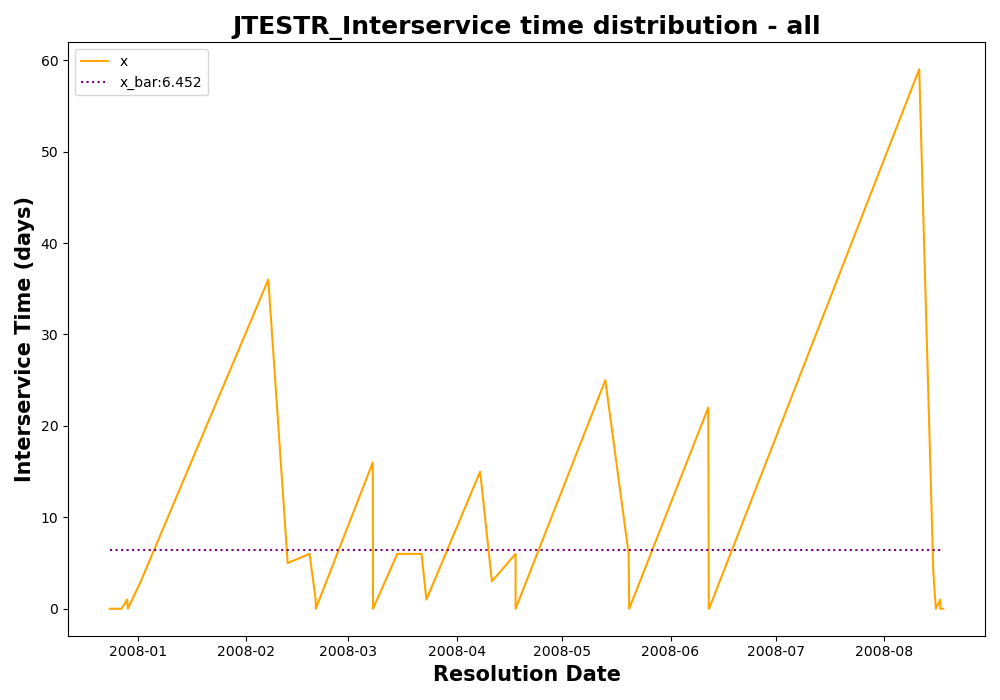 JTESTR_Interservice time distribution - all
x
x_bar:6.452
Interservice Time (days)
60
50
40
30
20
10
0
2008-01 2008-02 2008-03 2008-04 2008-05 2008-06 2008-07 2008-08
Resolution Date